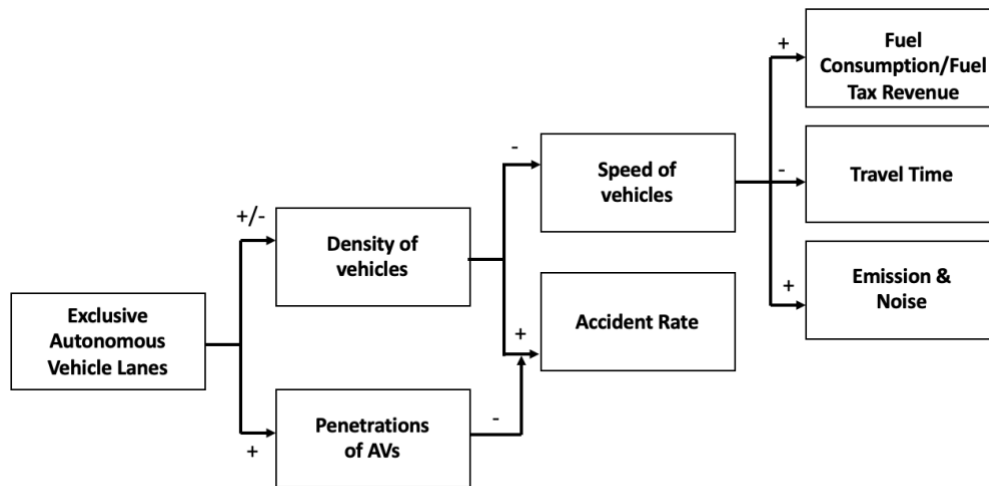 +
Fuel
Consumption/Fuel
Tax Revenue
-
Speed of
vehicles
-
Travel Time
+/-
Density of
vehicles
+
Emission &
Noise
Exclusive
Autonomous
Vehicle Lanes
+
Accident Rate
+
Penetrations
of AVs
-